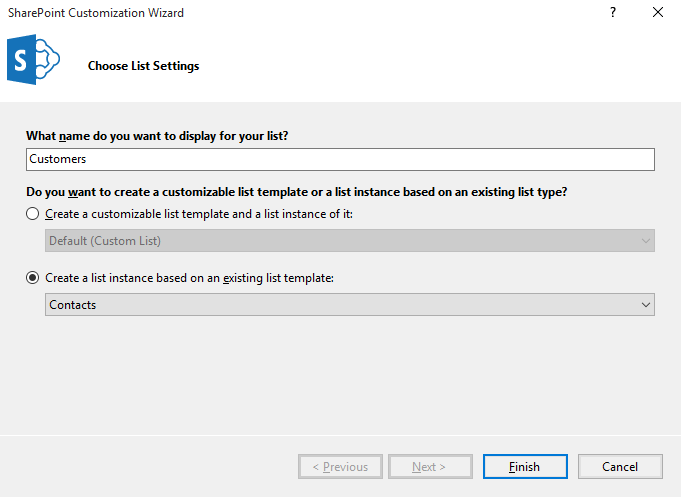 SharePoint Customization Wizard
?
S
Choose List Settings
What name do you want to display for your list?
Customers
Do you want to create a customizable list template or a list instance based on an existing list type?
Create a customizable list template and a list instance of it:
Default (Custom List)
Create a list instance based on an existing list template:
Contacts
< Previous Next > Finish Cancel